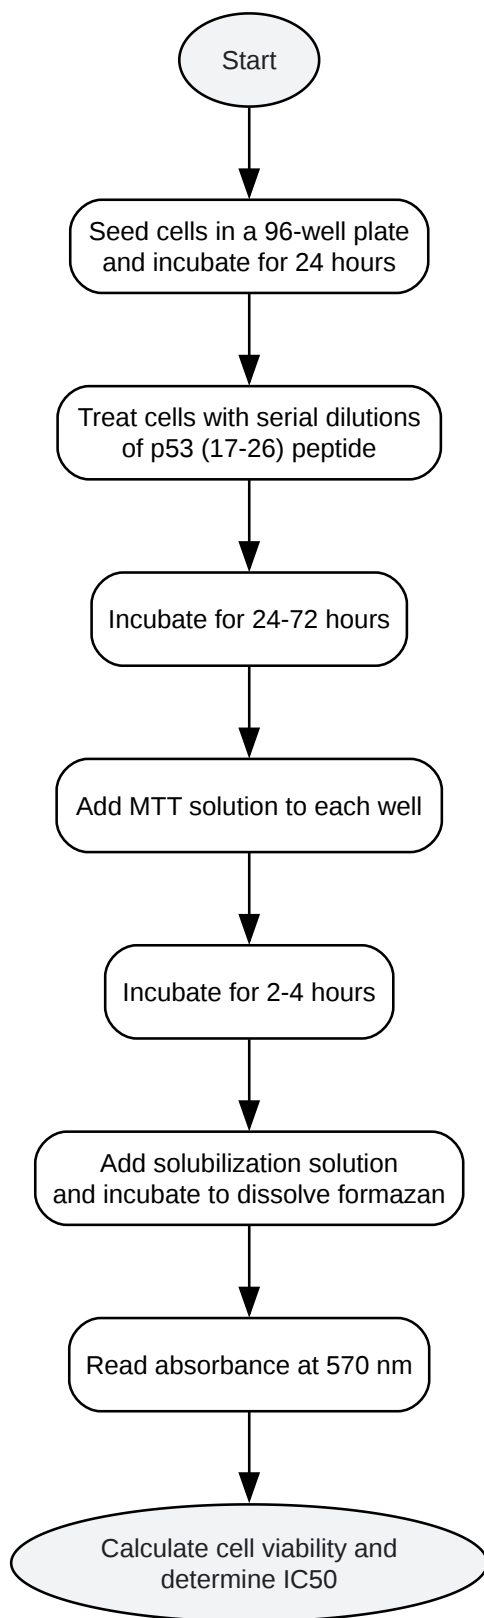 Start
Seed cells in a 96-well plate
and incubate for 24 hours
Treat cells with serial dilutions
of p53 (17-26) peptide
Incubate for 24-72 hours
Add MTT solution to each well
Incubate for 2-4 hours
Add solubilization solution
and incubate to dissolve formazan
Read absorbance at 570 nm
Calculate cell viability and
determine IC50